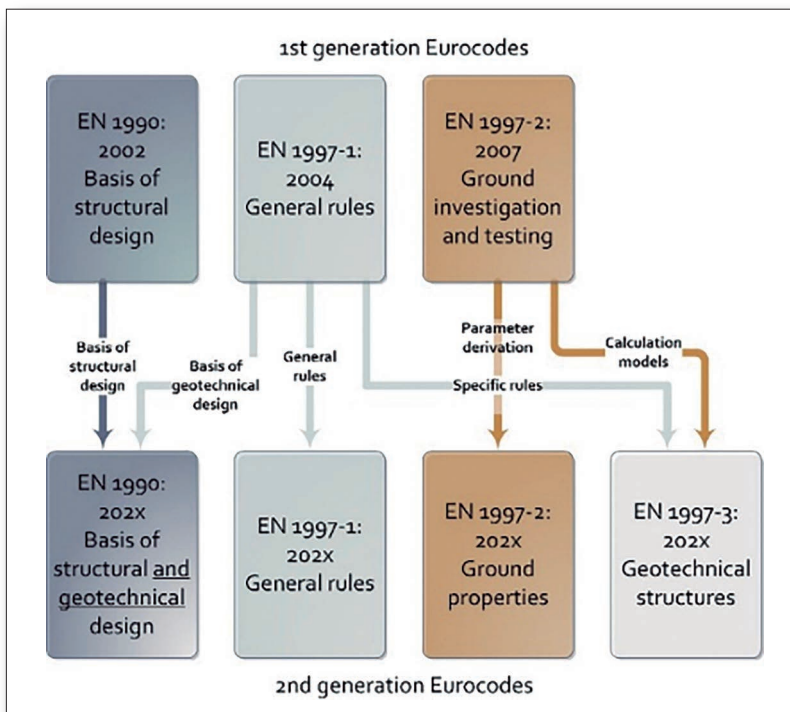 1st generation Eurocodes
EN 1990:
2002
Basis of
structural
design
EN 1997-1:
2004
General rules
EN 1997-2:
2007
Ground
investigation
and testing
Basis of
structural
design
Basis of
geotechnical
design
General
rules
Parameter
derivation
Specific rules
Calculation
models
EN 1990:
202x
Basis of
structural and
geotechnical
design
EN 1997-1:
202x
General rules
EN 1997-2:
202x
Ground
properties
EN 1997-3:
202x
Geotechnical
structures
2nd generation Eurocodes